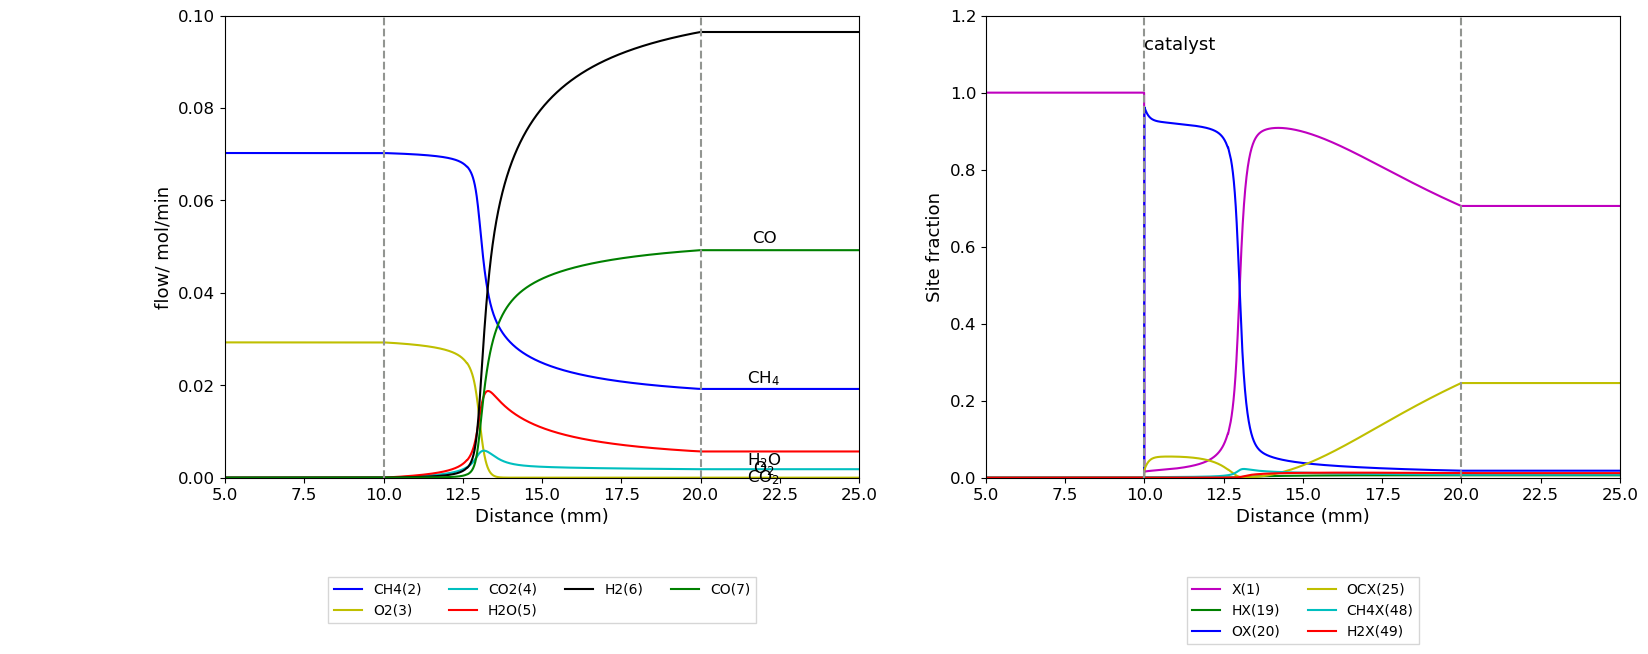 0.10
0.08
0.06
0.04
0.02
0.00
flow/ mol/min
CO
CH4
H2O
O2
CO2
5.0 7.5 10.0 12.5 15.0 17.5 20.0 22.5 25.0
Distance (mm)
CH4(2) CO2(4) H2(6) CO(7)
O2(3) H2O(5)
1.2
1.0
0.8
0.6
0.4
0.2
0.0
Site fraction
catalyst
5.0 7.5 10.0 12.5 15.0 17.5 20.0 22.5 25.0
Distance (mm)
X(1) OCX(25)
HX(19) CH4X(48)
OX(20) H2X(49)